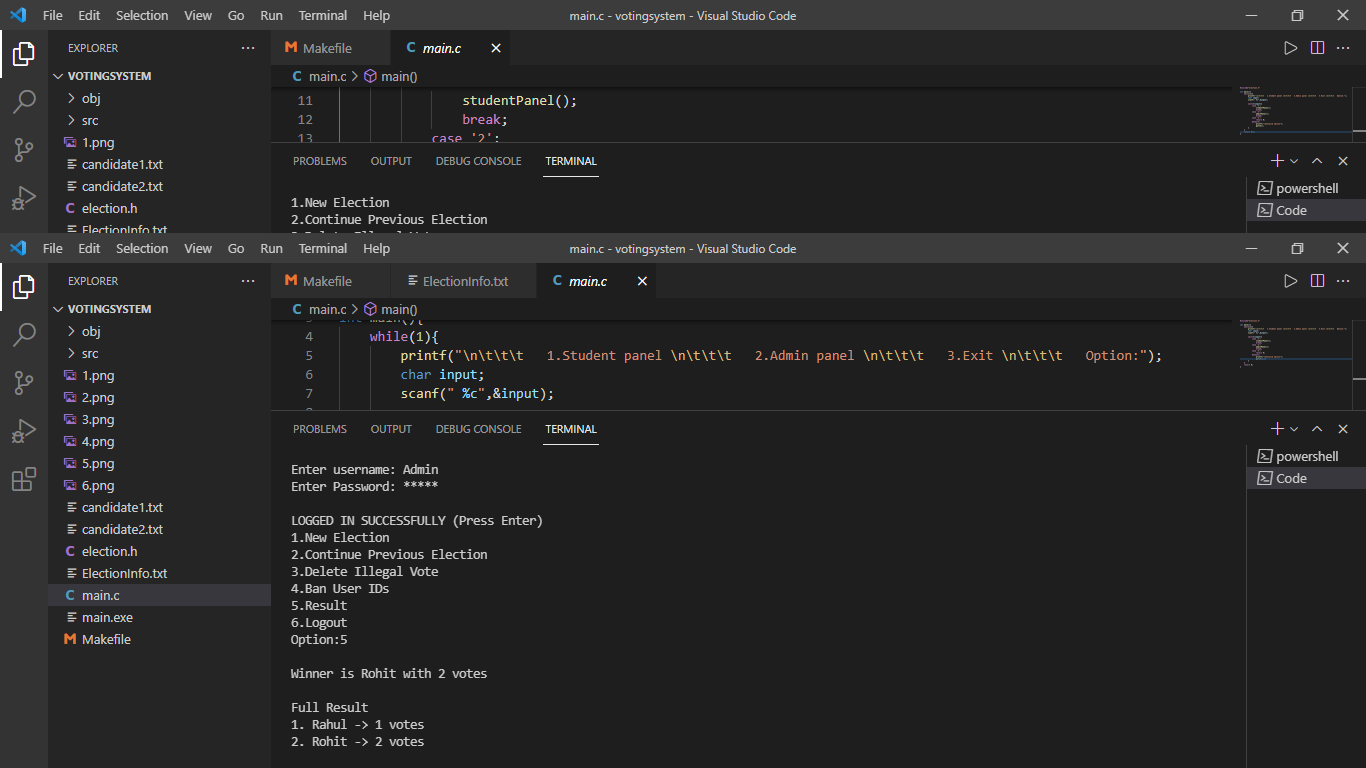 File Edit Selection View Go Run Terminal Help main.c - votingsystem - Visual Studio Code
EXPLORER
M Makefile
C main.c
VOTINGSYSTEM
C main.c > main()
obj
src
1.png
candidate1.txt
candidate2.txt
C election.h
ElectionInfo.txt
11 studentPanel();
12 break;
13 case '2':
PROBLEMS OUTPUT DEBUG CONSOLE TERMINAL
1.New Election
2.Continue Previous Election
powershell
Code
File Edit Selection View Go Run Terminal Help main.c - votingsystem - Visual Studio Code
EXPLORER
M Makefile
ElectionInfo.txt
C main.c
VOTINGSYSTEM
C main.c > main()
obj
src
1.png
2.png
3.png
4.png
5.png
6.png
candidate1.txt
candidate2.txt
C election.h
ElectionInfo.txt
C main.c
main.exe
M Makefile
int main(){
4 while(1){
5 printf("\n\t\t\t   1.Student panel \n\t\t\t   2.Admin panel \n\t\t\t   3.Exit \n\t\t\t   Option:");
6 char input;
7 scanf(" %c",&input);
PROBLEMS OUTPUT DEBUG CONSOLE TERMINAL
Enter username: Admin
Enter Password: *****
LOGGED IN SUCCESSFULLY (Press Enter)
1.New Election
2.Continue Previous Election
3.Delete Illegal Vote
4.Ban User IDs
5.Result
6.Logout
Option:5
Winner is Rohit with 2 votes
Full Result
1. Rahul -> 1 votes
2. Rohit -> 2 votes
powershell
Code